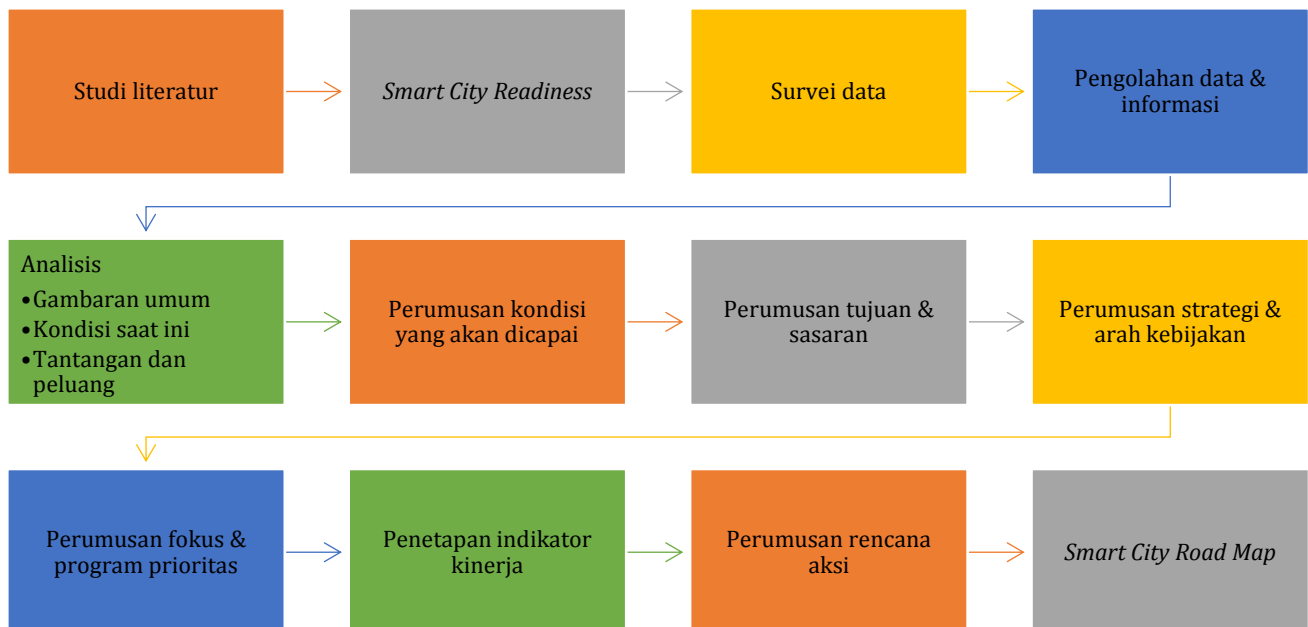 Studi literatur
Smart City Readiness
Survei data
Pengolahan data &
informasi
Analisis
•Gambaran umum
•Kondisi saat ini
•Tantangan dan
peluang
Perumusan kondisi
yang akan dicapai
Perumusan tujuan &
sasaran
Perumusan strategi &
arah kebijakan
Perumusan fokus &
program prioritas
Penetapan indikator
kinerja
Perumusan rencana
aksi
Smart City Road Map